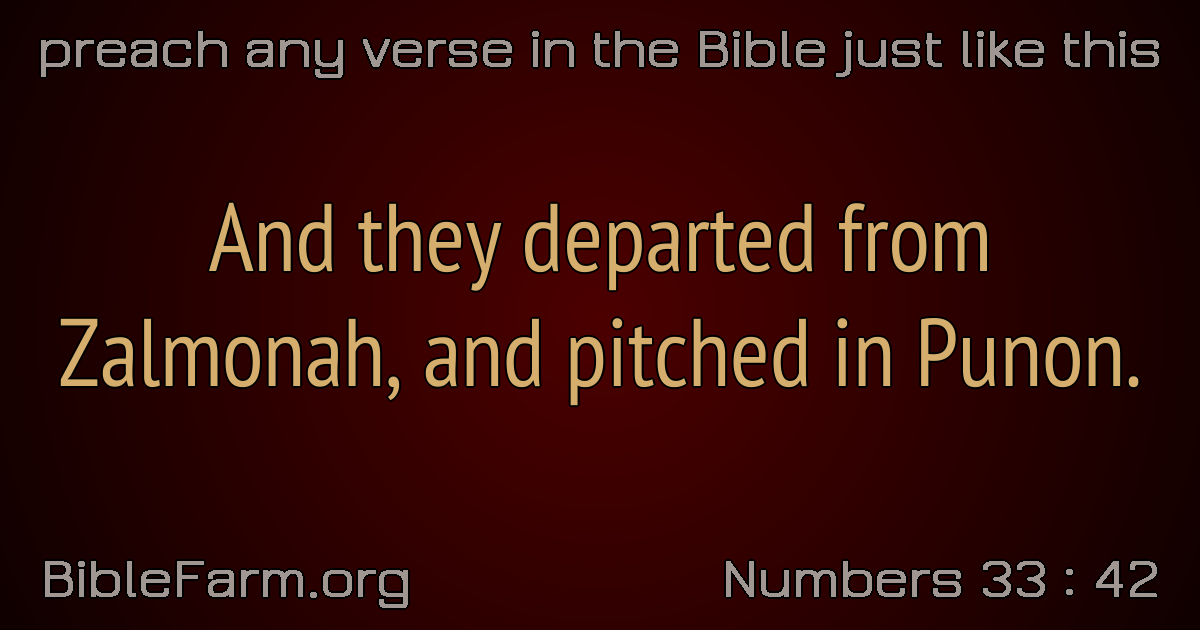 preach any verse in the Bible just like this
And they departed from
Zalmonah, and pitched in Punon.
BibleFarm.org
Numbers 33 : 42